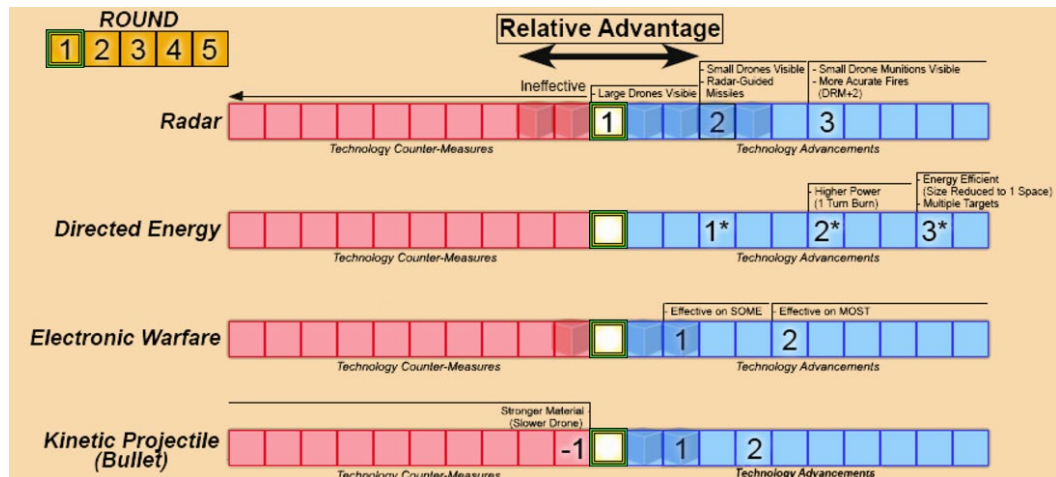 ROUND
1 2 3 4 5
Relative Advantage
Ineffective
- Large Drones Visible
- Small Drones Visible
- Radar-Guided
Missiles
- Small Drone Munitions Visible
- More Acurate Fires
(DRM+2)
Radar
1 2 3
Technology Counter-Measures
Technology Advancements
- Higher Power
(1 Turn Burn)
- Energy Efficient
(Size Reduced to 1 Space)
- Multiple Targets
Directed Energy
1* 2* 3*
Technology Counter-Measures
Technology Advancements
- Effective on SOME
- Effective on MOST
Electronic Warfare
1 2
Technology Counter-Measures
Technology Advancements
Stronger Material -
(Slower Drone)
Kinetic Projectile
(Bullet)
-1 1 2
Technology Counter-Measures
Technology Advancements